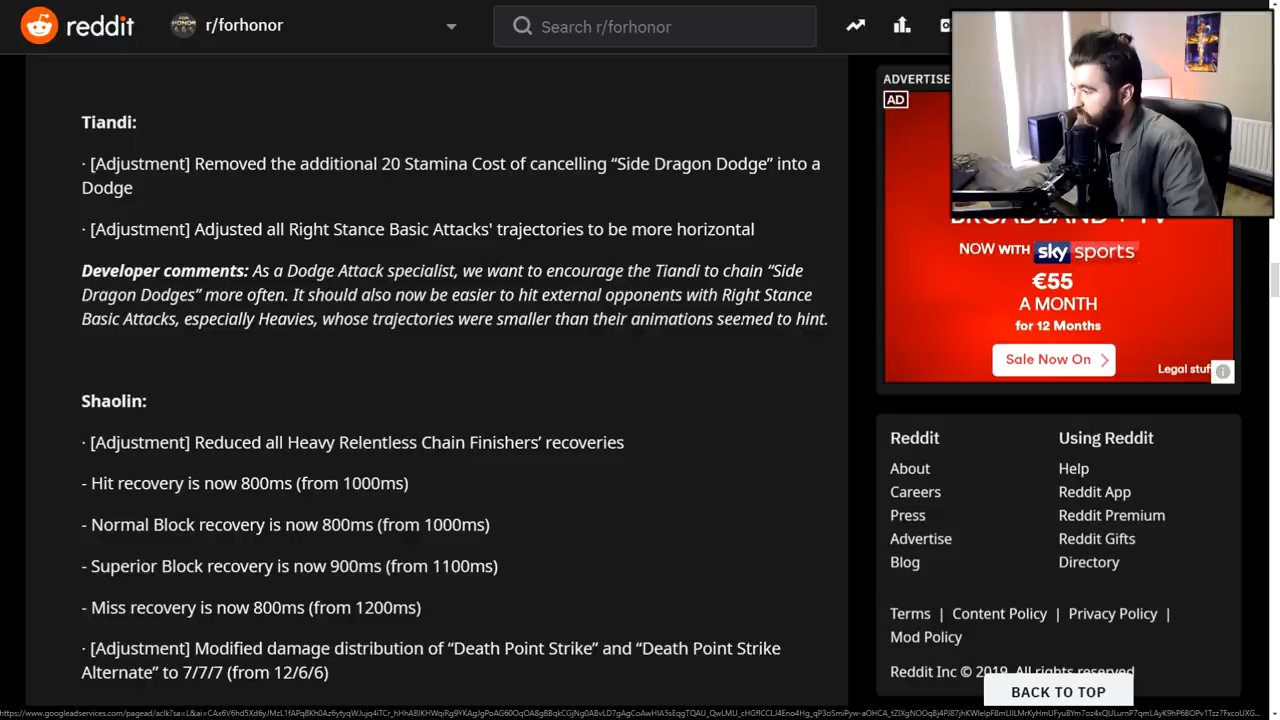 reddit
r/forhonor
Search r/forhonor
Tiandi:
· [Adjustment] Removed the additional 20 Stamina Cost of cancelling “Side Dragon Dodge” into a
Dodge
· [Adjustment] Adjusted all Right Stance Basic Attacks' trajectories to be more horizontal
Developer comments: As a Dodge Attack specialist, we want to encourage the Tiandi to chain “Side
Dragon Dodges” more often. It should also now be easier to hit external opponents with Right Stance
Basic Attacks, especially Heavies, whose trajectories were smaller than their animations seemed to hint.
Shaolin:
· [Adjustment] Reduced all Heavy Relentless Chain Finishers’ recoveries
- Hit recovery is now 800ms (from 1000ms)
- Normal Block recovery is now 800ms (from 1000ms)
- Superior Block recovery is now 900ms (from 1100ms)
- Miss recovery is now 800ms (from 1200ms)
· [Adjustment] Modified damage distribution of “Death Point Strike” and “Death Point Strike
Alternate” to 7/7/7 (from 12/6/6)
ADVERTISE
AD
BROADBAND + TV
NOW WITH sky sports
€55
A MONTH
for 12 Months
Sale Now On
Legal stuf
Reddit
Using Reddit
About
Help
Careers
Reddit App
Press
Reddit Premium
Advertise
Reddit Gifts
Blog
Directory
Terms | Content Policy | Privacy Policy |
Mod Policy
Reddit Inc © 2019. All rights reserved
BACK TO TOP